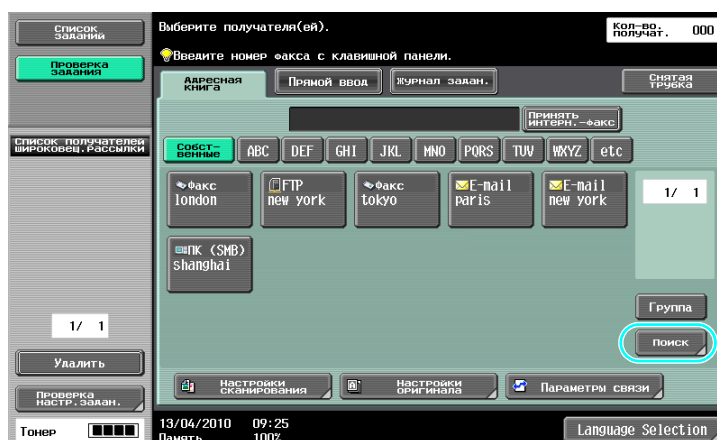 Список
заданий
Проверка
задания
Список получателей
широковещ.рассылки
1/ 1
Удалить
Проверка
настр.задан.
Тонер
Выберите получателя(ей).
Кол-во.
получат.
000
Введите номер факса с клавишной панели.
Адресная
книга
Прямой ввод
Журнал задан.
Снятая
трубка
Принять
интерн.-факс
Собст-
венные
ABC
DEF
GHI
JKL
MNO
PQRS
TUV
WXYZ
etc
Факс
london
FTP
new york
Факс
tokyo
E-mail
paris
E-mail
new york
1/ 1
ПК (SMB)
shanghai
Группа
Поиск
Настройки
сканирования
Настройки
оригинала
Параметры связи
13/04/2010 09:25
Память 100%
Language Selection